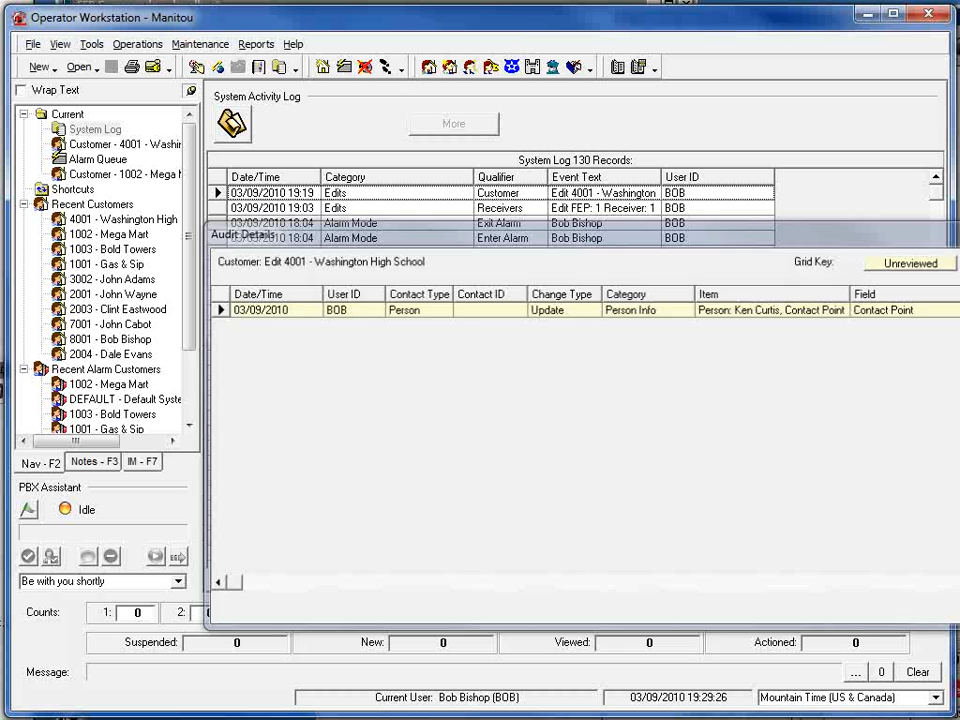 Operator Workstation - Manitou
File View Tools Operations Maintenance Reports Help
New Open
Wrap Text
Current
System Log
Customer - 4001 - Washin
Alarm Queue
Customer - 1002 - Mega M
Shortcuts
Recent Customers
4001 - Washington High
1002 - Mega Mart
1003 - Bold Towers
1001 - Gas & Sip
3002 - John Adams
2001 - John Wayne
2003 - Clint Eastwood
7001 - John Cabot
8001 - Bob Bishop
2004 - Dale Evans
Recent Alarm Customers
1002 - Mega Mart
DEFAULT - Default Syste
1003 - Bold Towers
1001 - Gas & Sip
Nav - F2 Notes - F3 IM - F7
PBX Assistant
Idle
Be with you shortly
System Activity Log
More
System Log 130 Records:
Date/Time Category Qualifier Event Text User ID
03/09/2010 19:19 Edits Customer Edit 4001 - Washington BOB
03/09/2010 19:03 Edits Receivers Edit FEP: 1 Receiver: 1 BOB
03/09/2010 18:04 Alarm Mode Exit Alarm Bob Bishop BOB
03/09/2010 18:04 Alarm Mode Enter Alarm Bob Bishop BOB
Audit Details
Customer: Edit 4001 - Washington High School Grid Key: Unreviewed
Date/Time User ID Contact Type Contact ID Change Type Category Item Field
03/09/2010 BOB Person Update Person Info Person: Ken Curtis, Contact Point Contact Point
Counts: 1: 0 2:
Suspended: 0 New: 0 Viewed: 0 Actioned: 0
Message: ... 0 Clear
Current User: Bob Bishop (BOB) 03/09/2010 19:29:26 Mountain Time (US & Canada)